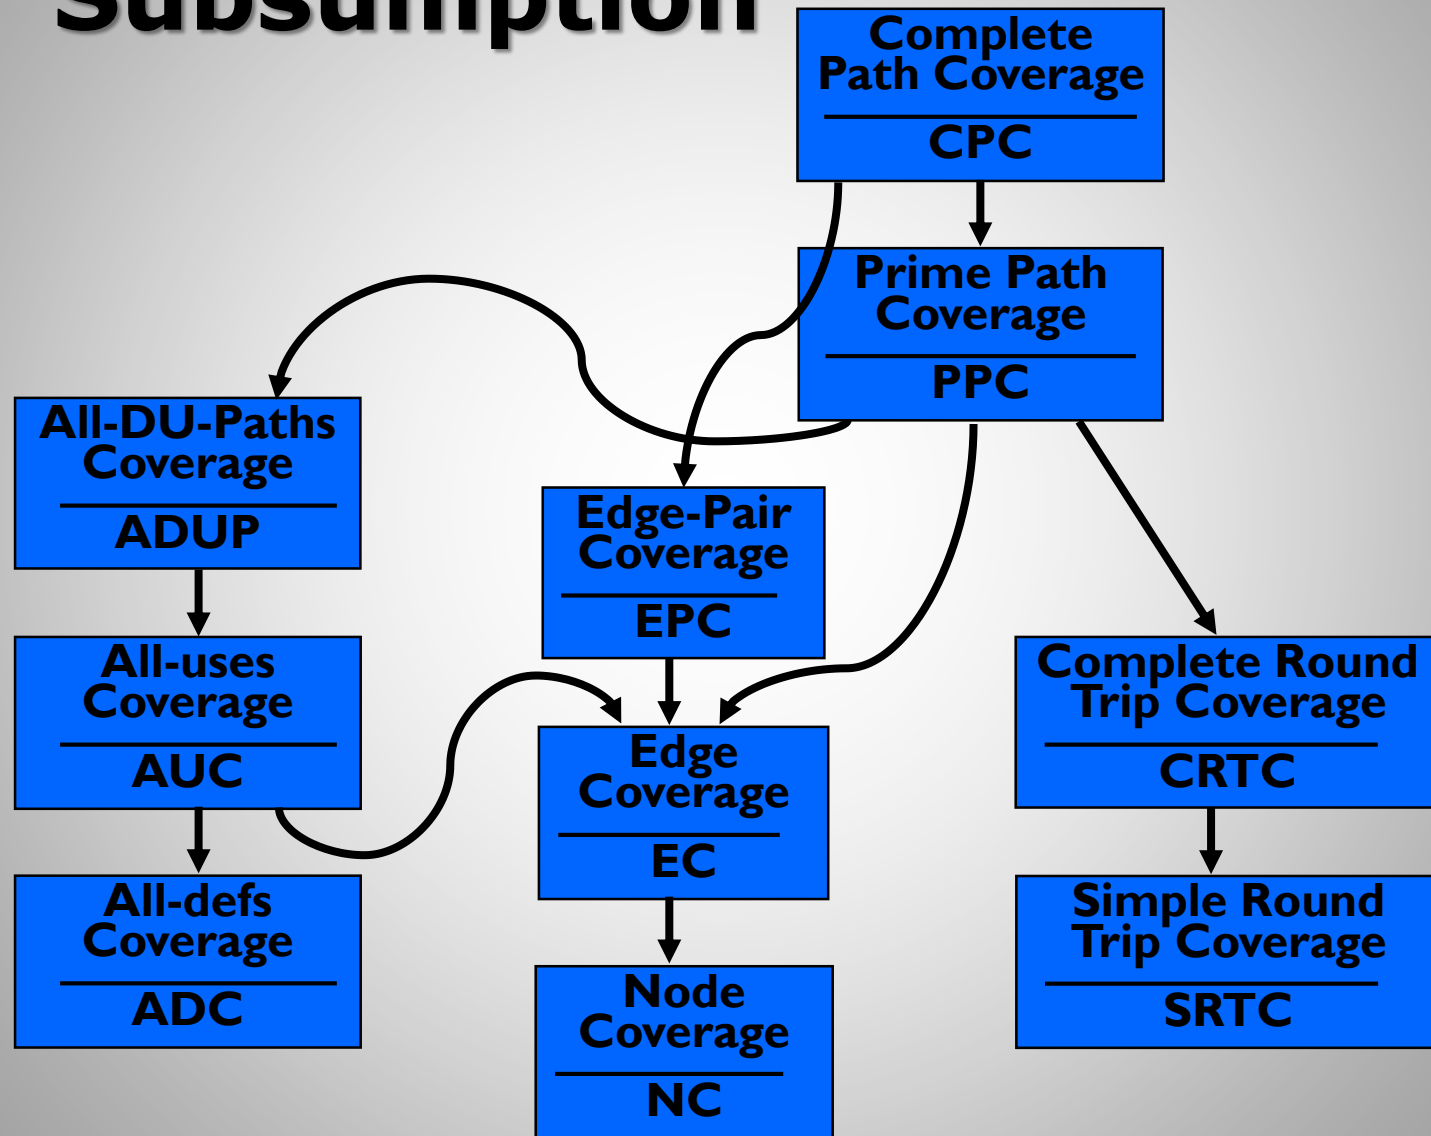 Subsumption
Complete
Path Coverage
CPC
Prime Path
Coverage
PPC
All-DU-Paths
Coverage
ADUP
Edge-Pair
Coverage
EPC
All-uses
Coverage
AUC
Complete Round
Trip Coverage
CRTC
Edge
Coverage
EC
All-defs
Coverage
ADC
Simple Round
Trip Coverage
SRTC
Node
Coverage
NC